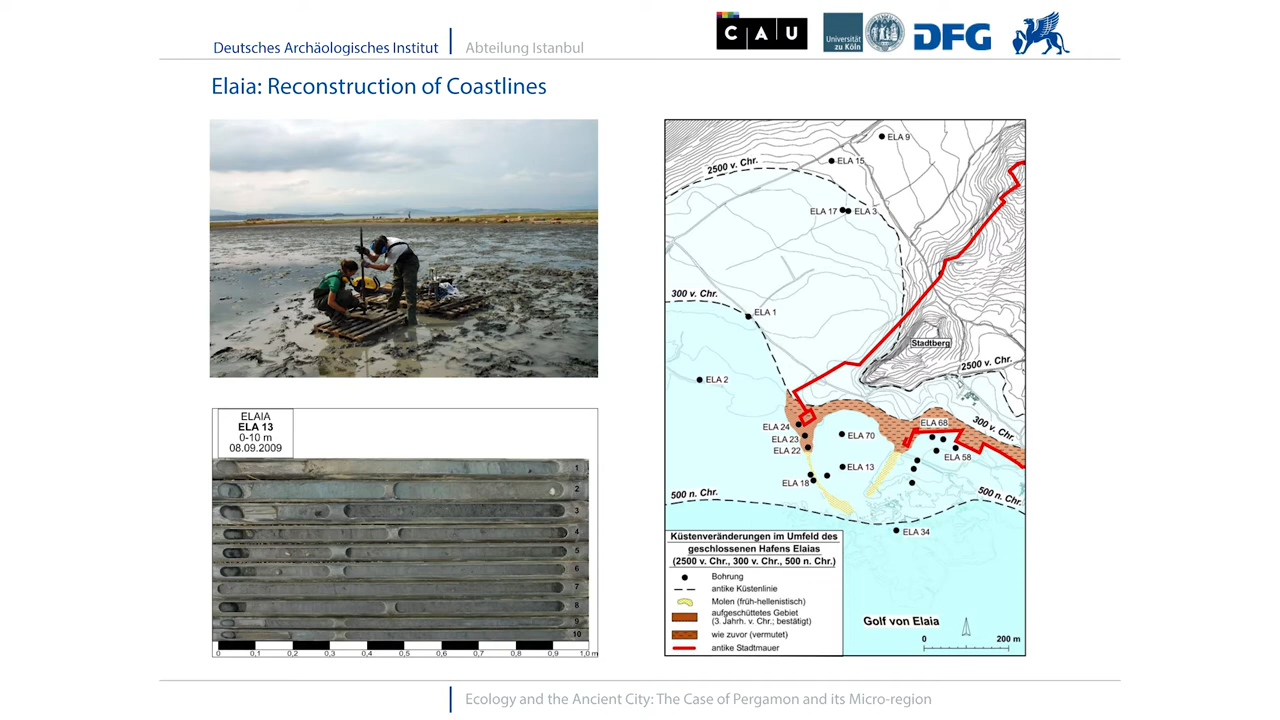 Deutsches Archäologisches Institut
Abteilung Istanbul
CAU
Universität
zu Köln
DFG
Elaia: Reconstruction of Coastlines
ELAIA
ELA 13
0-10 m
08.09.2009
1
2
3
4
5
6
7
8
9
10
0 0,1 0,2 0,3 0,4 0,5 0,6 0,7 0,8 0,9 1,0 m
ELA 9
2500 v. Chr.
ELA 15
ELA 17
ELA 3
300 v. Chr.
ELA 1
Stadtberg
2500 v. Chr.
ELA 2
ELA 24
ELA 68
300 v. Chr.
ELA 23
ELA 70
ELA 22
ELA 58
ELA 13
ELA 18
500 n. Chr.
500 n. Chr.
ELA 34
Küstenveränderungen im Umfeld des
geschlossenen Hafens Elaias
(2500 v. Chr., 300 v. Chr., 500 n. Chr.)
Bohrung
antike Küstenlinie
Molen (früh-hellenistisch)
aufgeschüttetes Gebiet
(3. Jahrh. v. Chr.; bestätigt)
wie zuvor (vermutet)
antike Stadtmauer
Golf von Elaia
0 200 m
Ecology and the Ancient City: The Case of Pergamon and its Micro-region